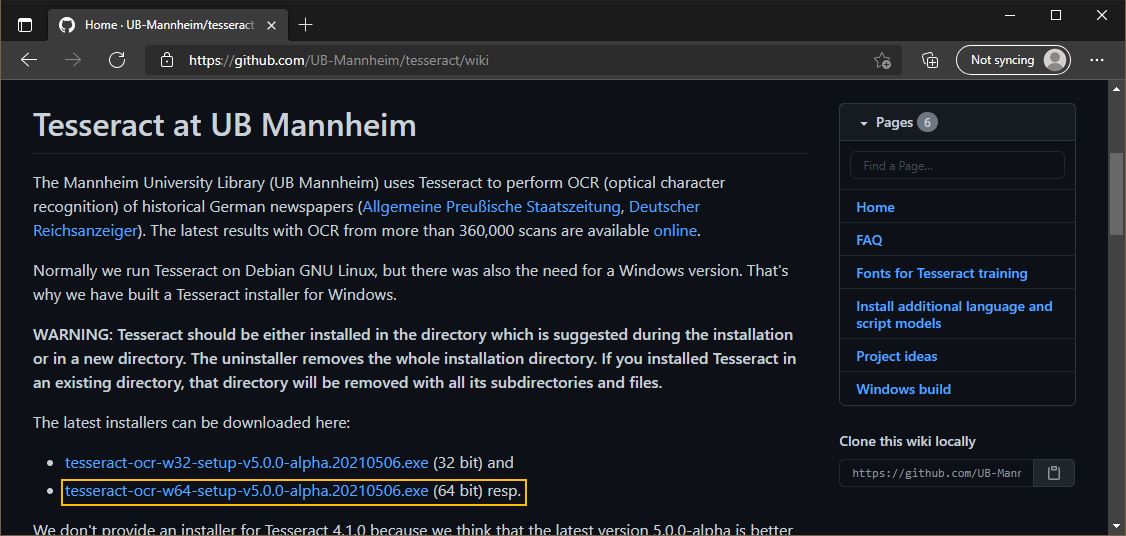 Home · UB-Mannheim/tesseract
https://github.com/UB-Mannheim/tesseract/wiki
Not syncing
Tesseract at UB Mannheim
The Mannheim University Library (UB Mannheim) uses Tesseract to perform OCR (optical character
recognition) of historical German newspapers (Allgemeine Preußische Staatszeitung, Deutscher
Reichsanzeiger). The latest results with OCR from more than 360,000 scans are available online.
Normally we run Tesseract on Debian GNU Linux, but there was also the need for a Windows version. That's
why we have built a Tesseract installer for Windows.
WARNING: Tesseract should be either installed in the directory which is suggested during the installation
or in a new directory. The uninstaller removes the whole installation directory. If you installed Tesseract in
an existing directory, that directory will be removed with all its subdirectories and files.
The latest installers can be downloaded here:
• tesseract-ocr-w32-setup-v5.0.0-alpha.20210506.exe (32 bit) and
• tesseract-ocr-w64-setup-v5.0.0-alpha.20210506.exe (64 bit) resp.
We don't provide an installer for Tesseract 4.1.0 because we think that the latest version 5.0.0-alpha is better
Pages 6
Find a Page...
Home
FAQ
Fonts for Tesseract training
Install additional language and
script models
Project ideas
Windows build
Clone this wiki locally
https://github.com/UB-Mann